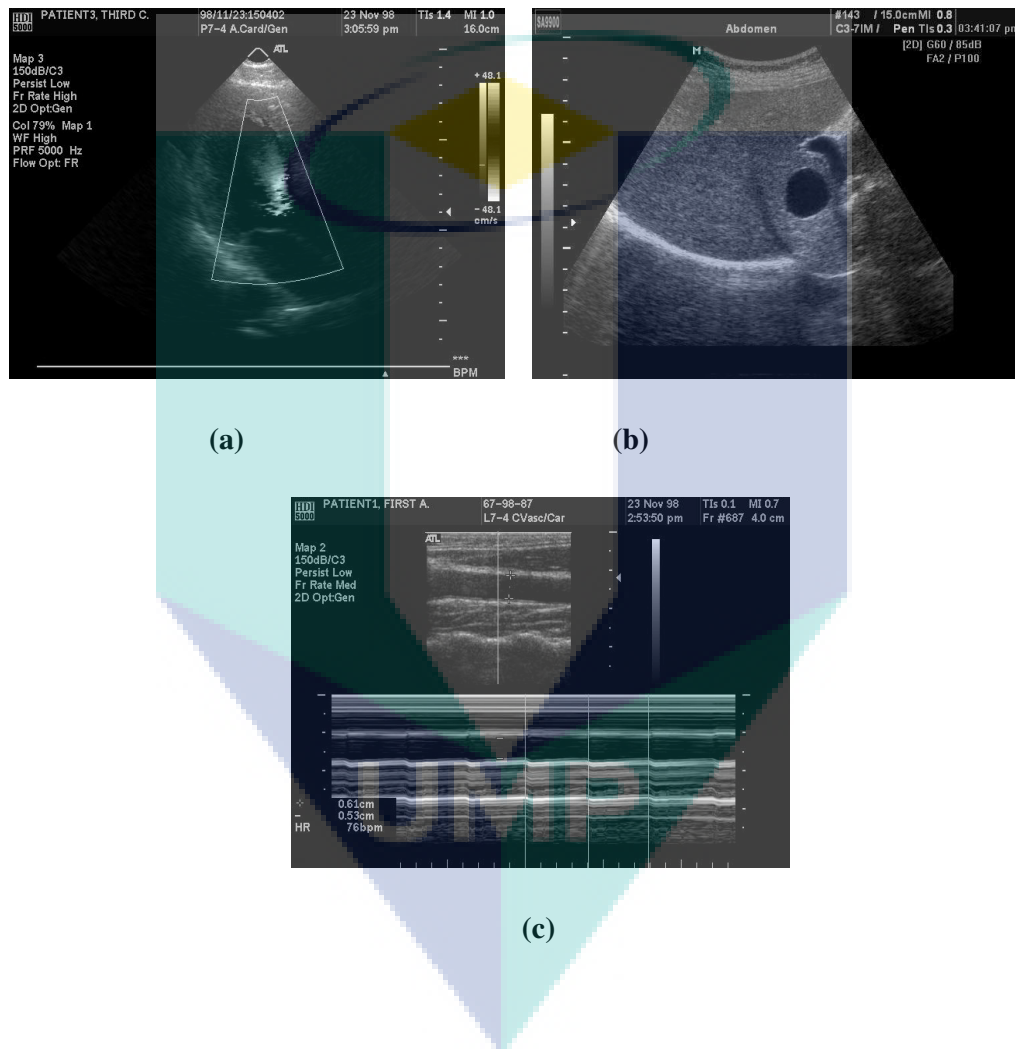 HDI 5000 PATIENT3, THIRD C. 98/11/23:150402 23 Nov 98 TIs 1.4 MI 1.0
P7-4 A.Card/Gen 3:05:59 pm 16.0cm
ATL
Map 3
150dB/C3
Persist Low
Fr Rate High
2D Opt:Gen
Col 79% Map 1
WF High
PRF 5000 Hz
Flow Opt: FR
+ 48.1
- 48.1
cm/s
***
BPM
SA9900 #143 / 15.0cm MI 0.8
Abdomen C3-7IM / Pen TIs 0.3 03:41:07 pm
M
[2D] G60 / 85dB
FA2 / P100
(a)
(b)
HDI 5000 PATIENT1, FIRST A. 67-98-87 23 Nov 98 TIs 0.1 MI 0.7
L7-4 CVasc/Car 2:53:50 pm Fr #687 4.0 cm
ATL
Map 2
150dB/C3
Persist Low
Fr Rate Med
2D Opt:Gen
0.61cm
0.53cm
HR 76bpm
UMP
(c)